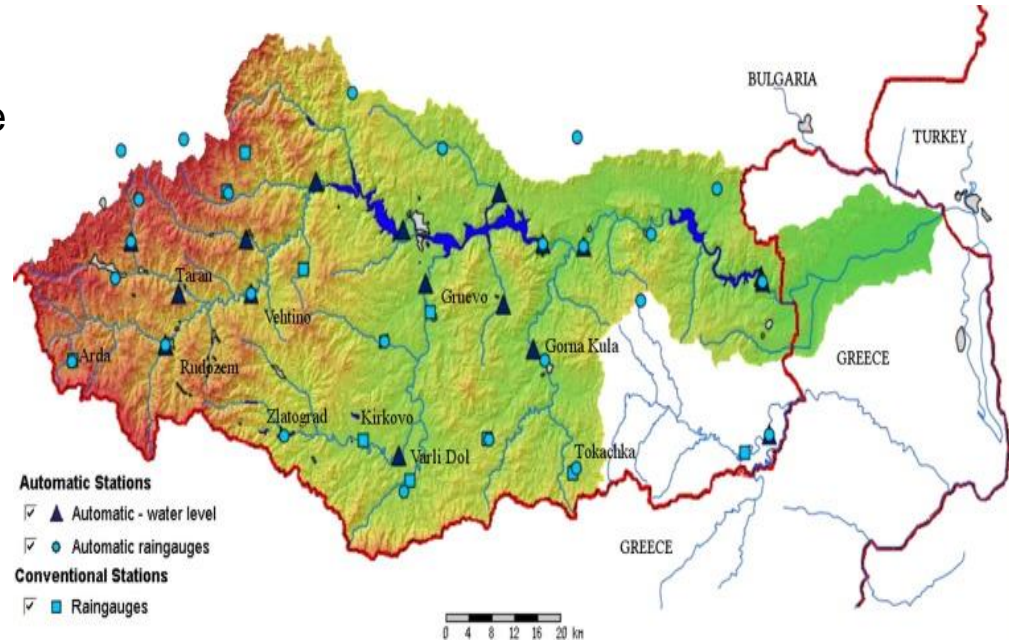 e
BULGARIA
TURKEY
Taran
Gruevo
Vehtino
Gorna Kula
GREECE
Arda
Rudozem
Zlatograd
Kirkovo
Varli Dol
Tokachka
GREECE
Automatic Stations
Automatic - water level
Automatic raingauges
Conventional Stations
Raingauges
0 4 8 12 16 20 km